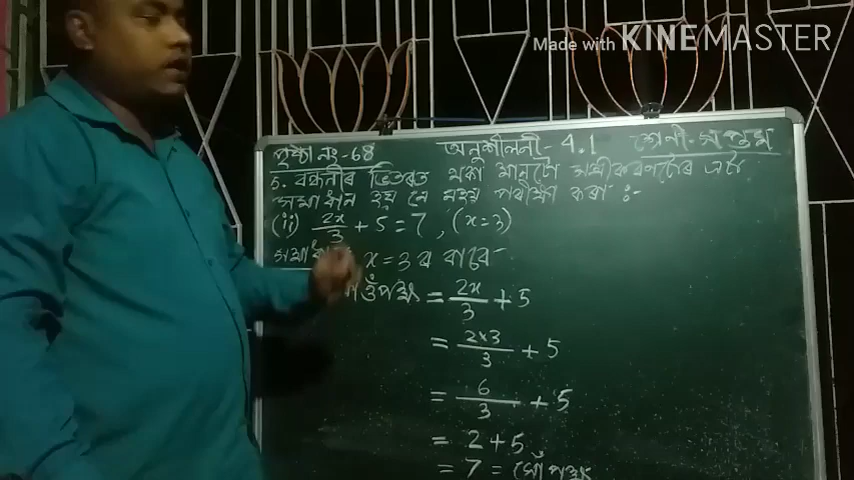 Made with KINEMASTER
পৃষ্ঠা নং-68 অনুশীলনী-4.1 শ্ৰেণী-সপ্তম
5. বন্ধনীৰ ভিতৰত থকা মানটো সমীকৰণটোৰ এটা
সমাধান হয় নে নহয় পৰীক্ষা কৰা :-
(ii) 2x/3 + 5 = 7, (x = 3)
x = 3 ৰ বাবে
= 2x/3 + 5
= 2×3/3 + 5
= 6/3 + 5
= 2 + 5
= 7 = সোঁপক্ষ